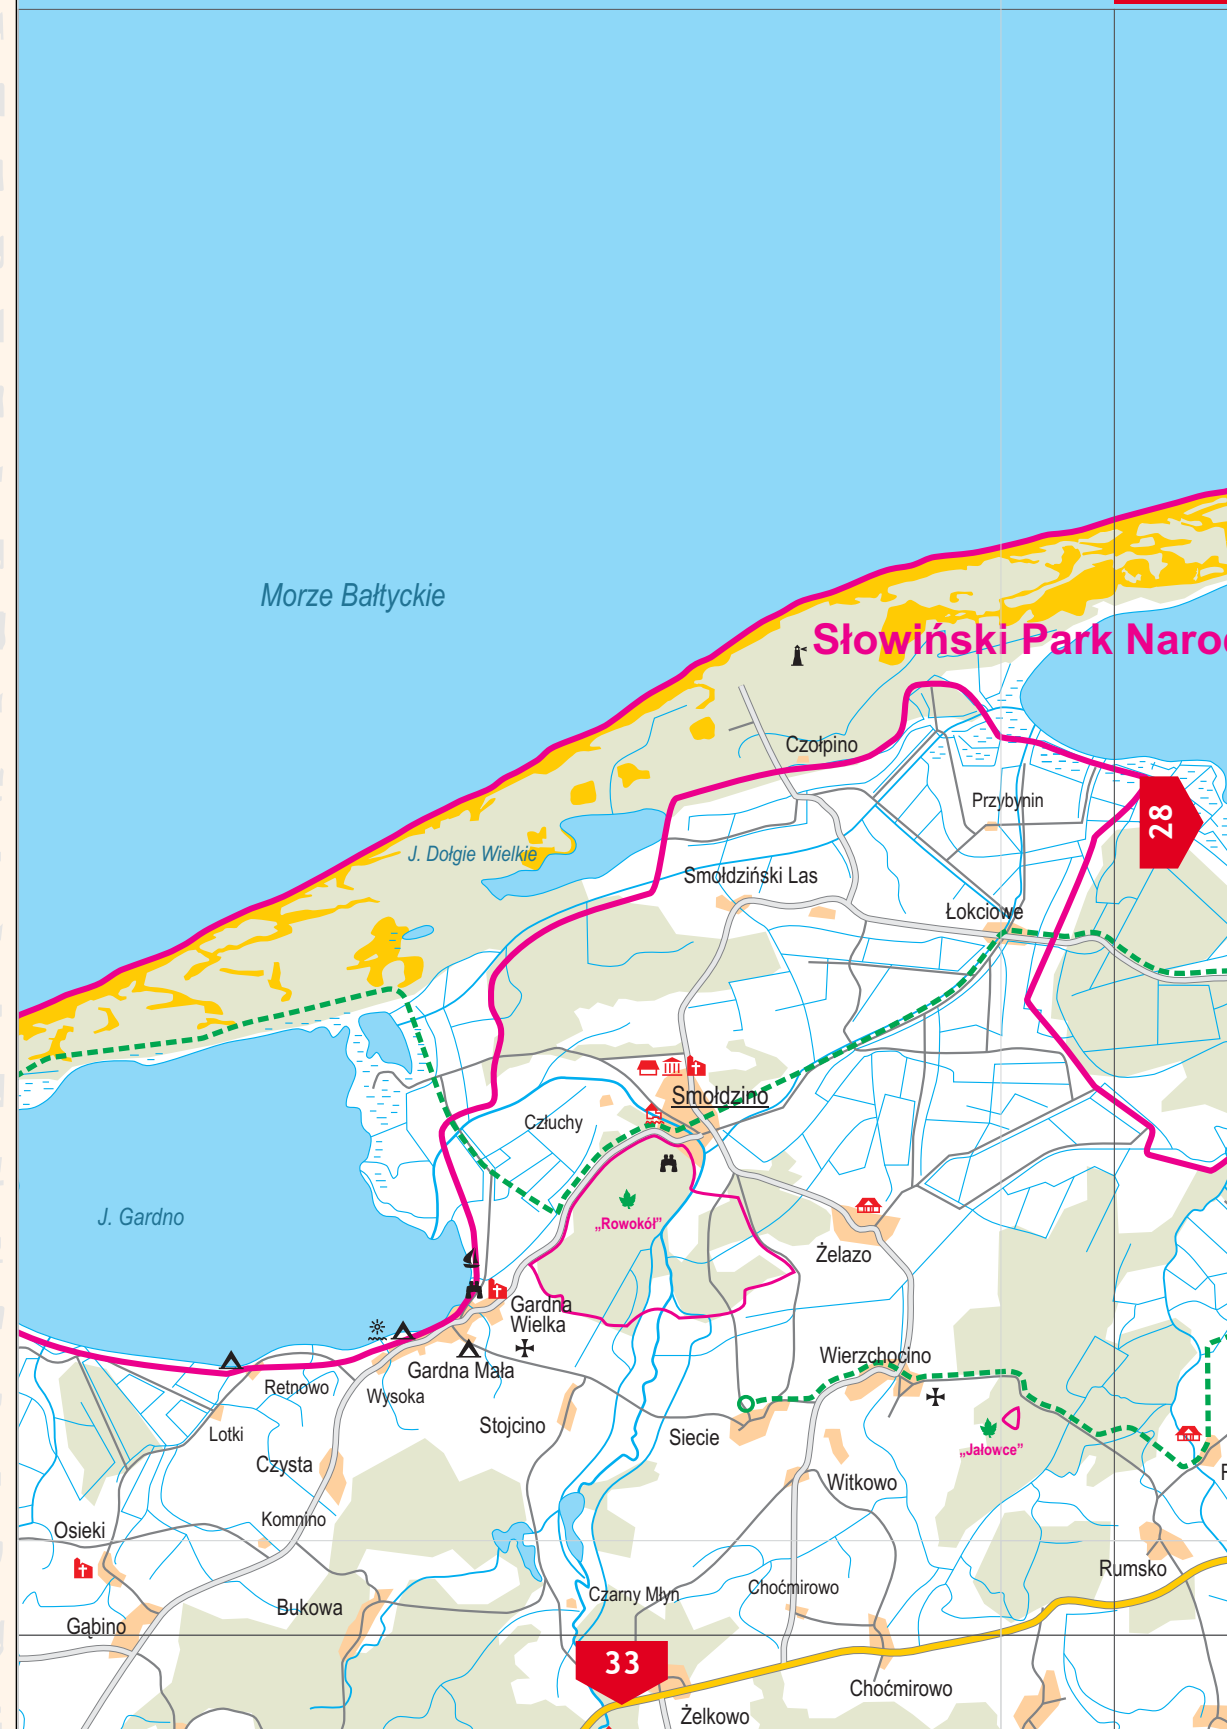 Morze Bałtyckie
Słowiński Park Naro
Czołpino
Przybynin
28
J. Dołgie Wielkie
Smołdziński Las
Łokciowe
Smołdzino
Człuchy
J. Gardno
„Rowokół”
Żelazo
Gardna
Wielka
Wierzchocino
Gardna Mała
Retnowo
Wysoka
Stojcino
Siecie
Lotki
„Jałowce”
Czysta
Witkowo
Komnino
Osieki
Rumsko
Czarny Młyn
Choćmirowo
Bukowa
Gąbino
33
Choćmirowo
Żelkowo